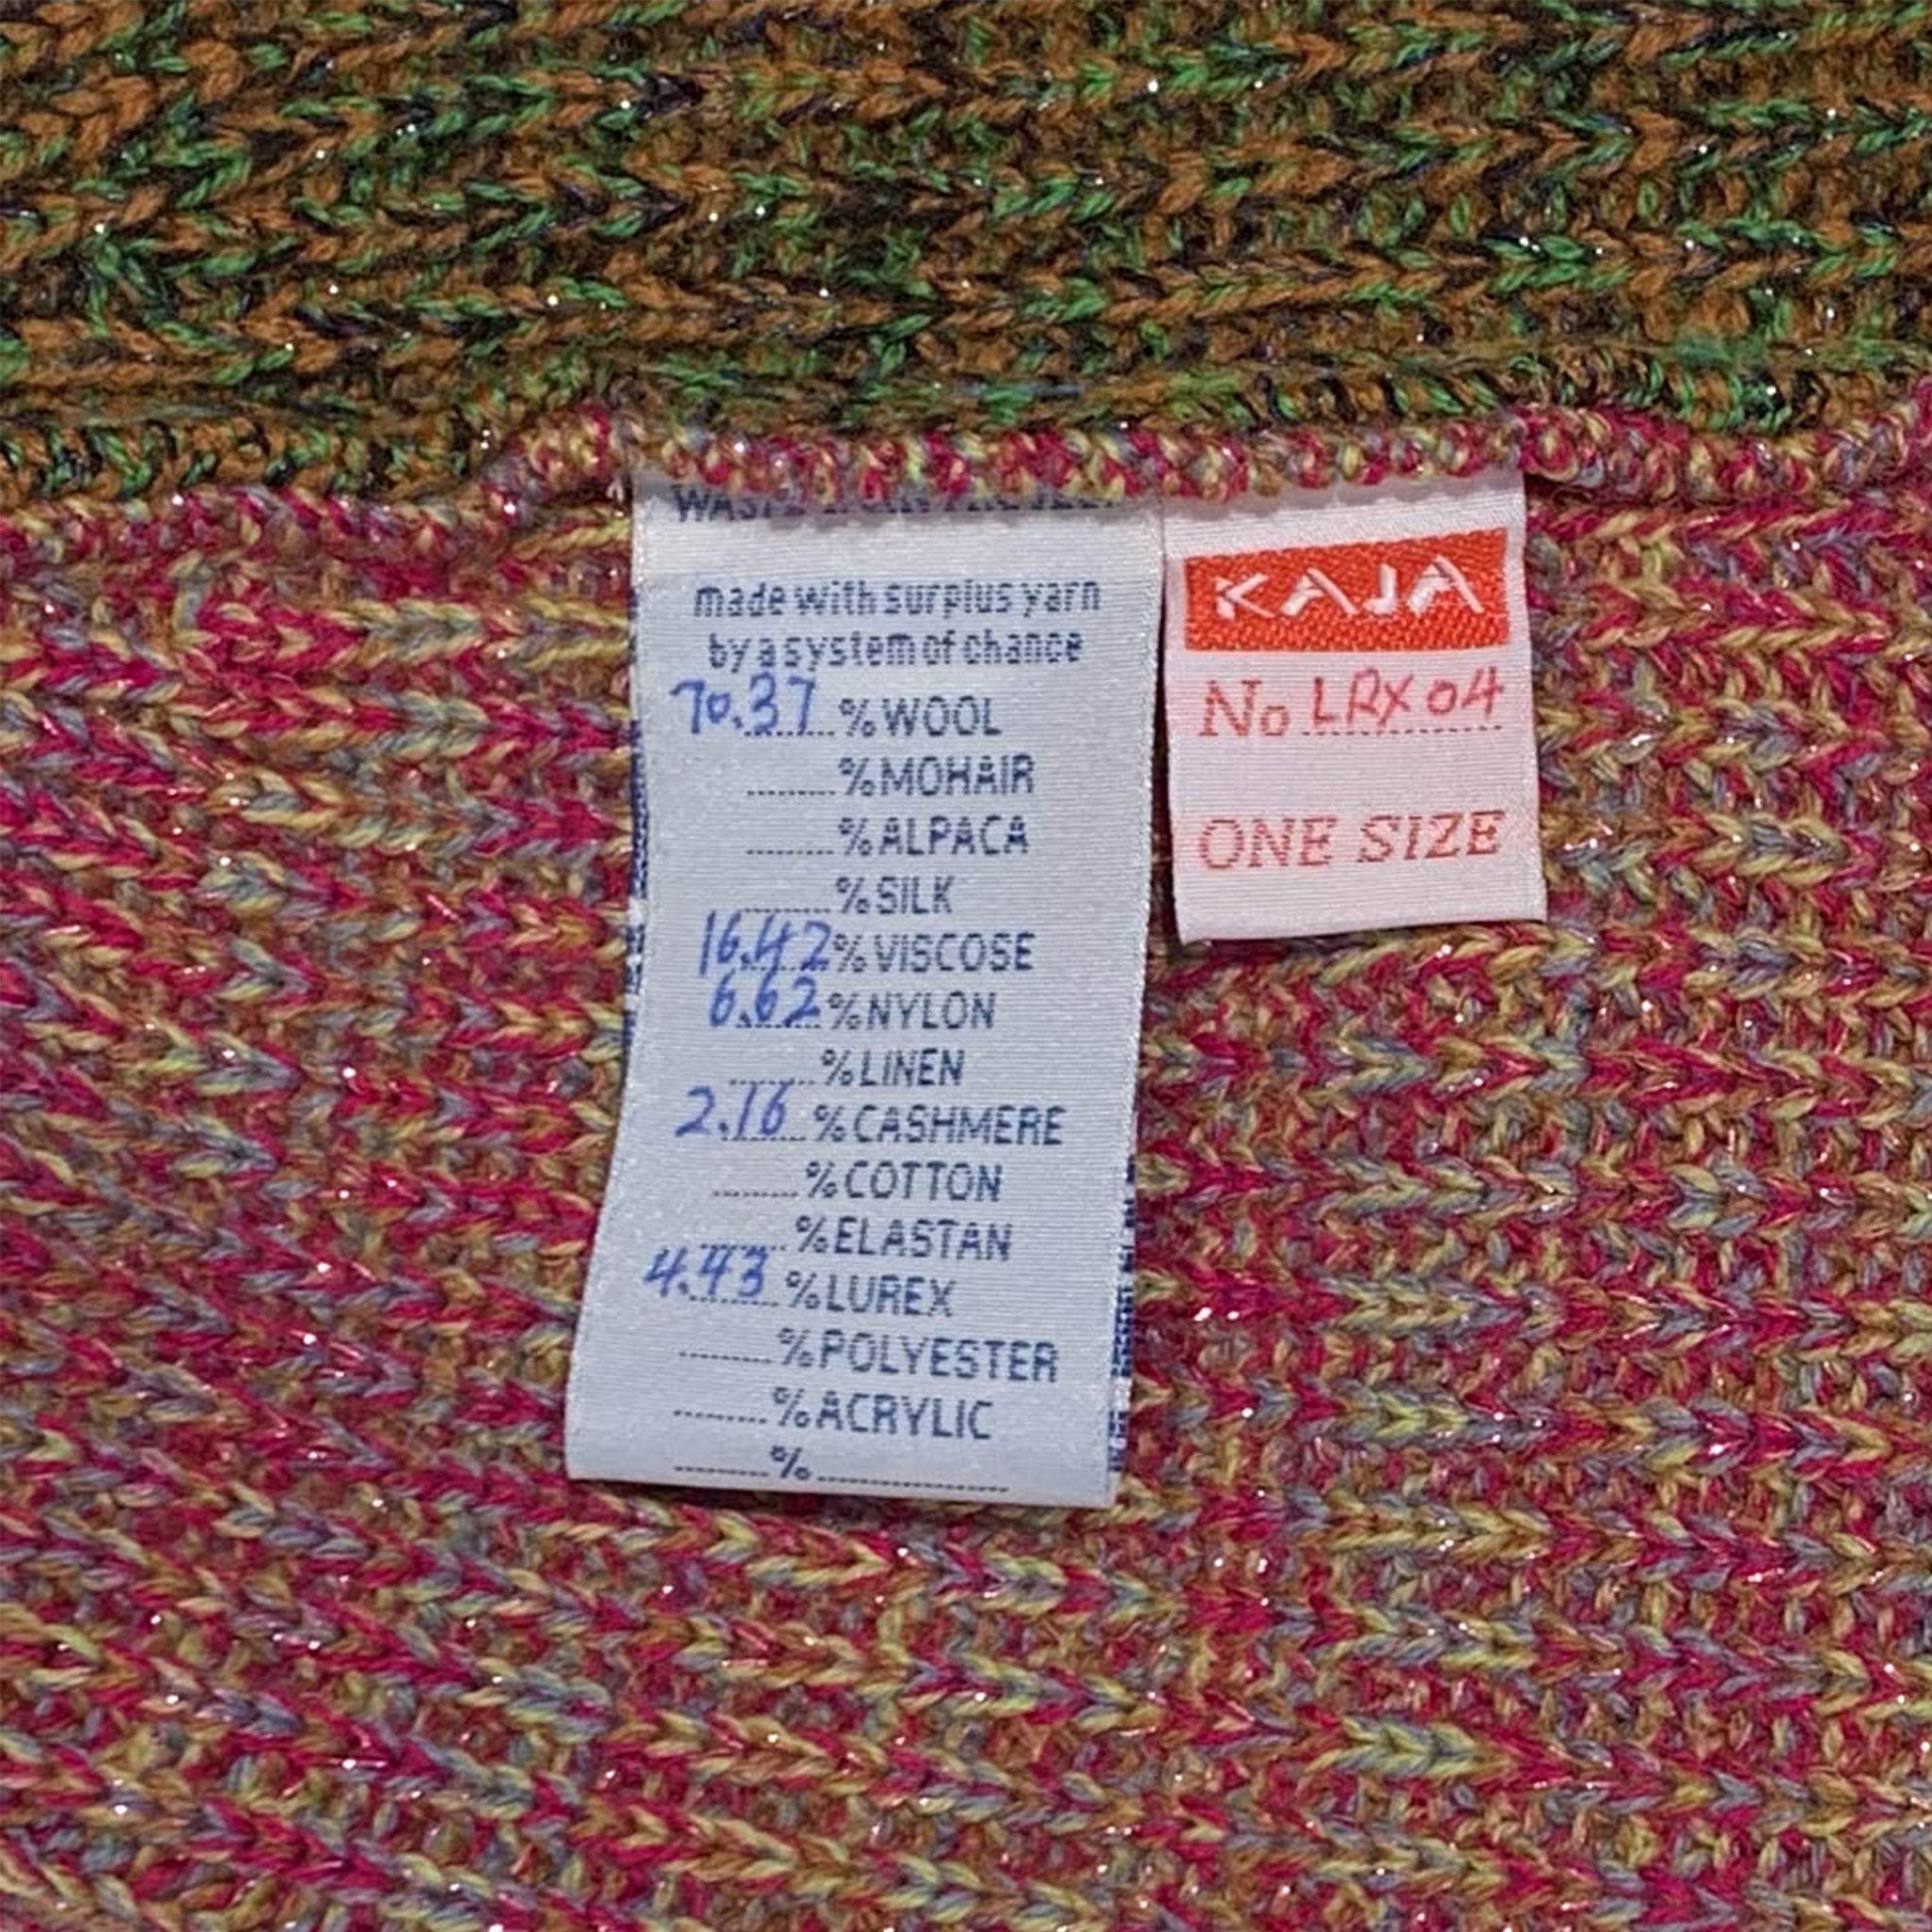 made with surplus yarn
by a system of chance
70.37 % WOOL
........ % MOHAIR
........ % ALPACA
........ % SILK
16.42 % VISCOSE
6.62 % NYLON
........ % LINEN
2.16 % CASHMERE
........ % COTTON
........ % ELASTAN
4.43 % LUREX
........ % POLYESTER
........ % ACRYLIC
........ % ................
KAJA
No LRX 04
ONE SIZE